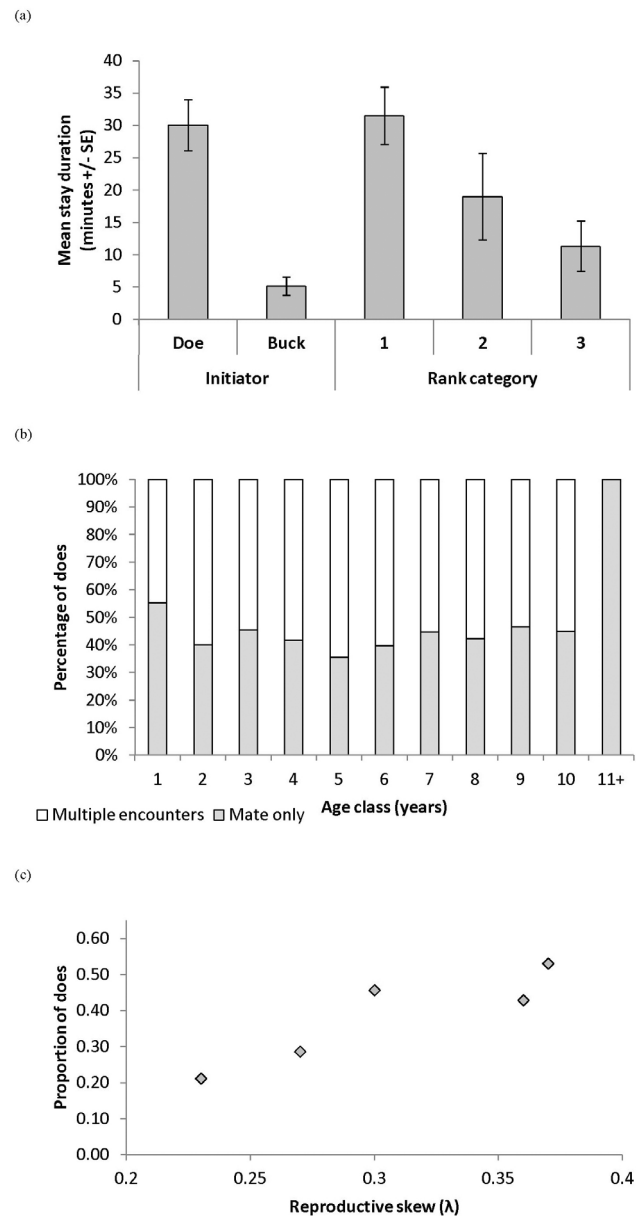 (a)
Mean stay duration
(minutes +/- SE)
40
35
30
25
20
15
10
5
0
Doe Buck 1 2 3
Initiator Rank category
(b)
Percentage of does
100%
90%
80%
70%
60%
50%
40%
30%
20%
10%
0%
1 2 3 4 5 6 7 8 9 10 11+
Multiple encounters Mate only Age class (years)
(c)
Proportion of does
0.60
0.50
0.40
0.30
0.20
0.10
0.00
0.2 0.25 0.3 0.35 0.4
Reproductive skew (λ)